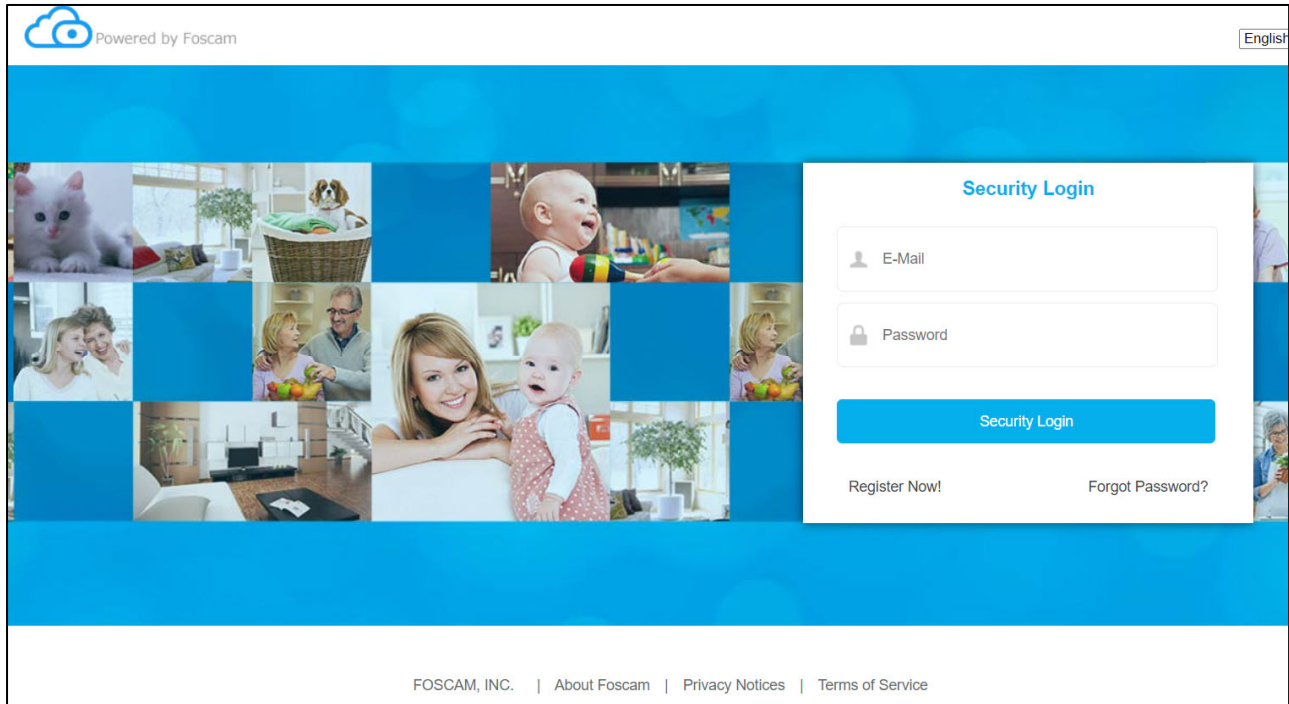 Powered by Foscam
English
Security Login
E-Mail
Password
Security Login
Register Now! Forgot Password?
FOSCAM, INC. | About Foscam | Privacy Notices | Terms of Service